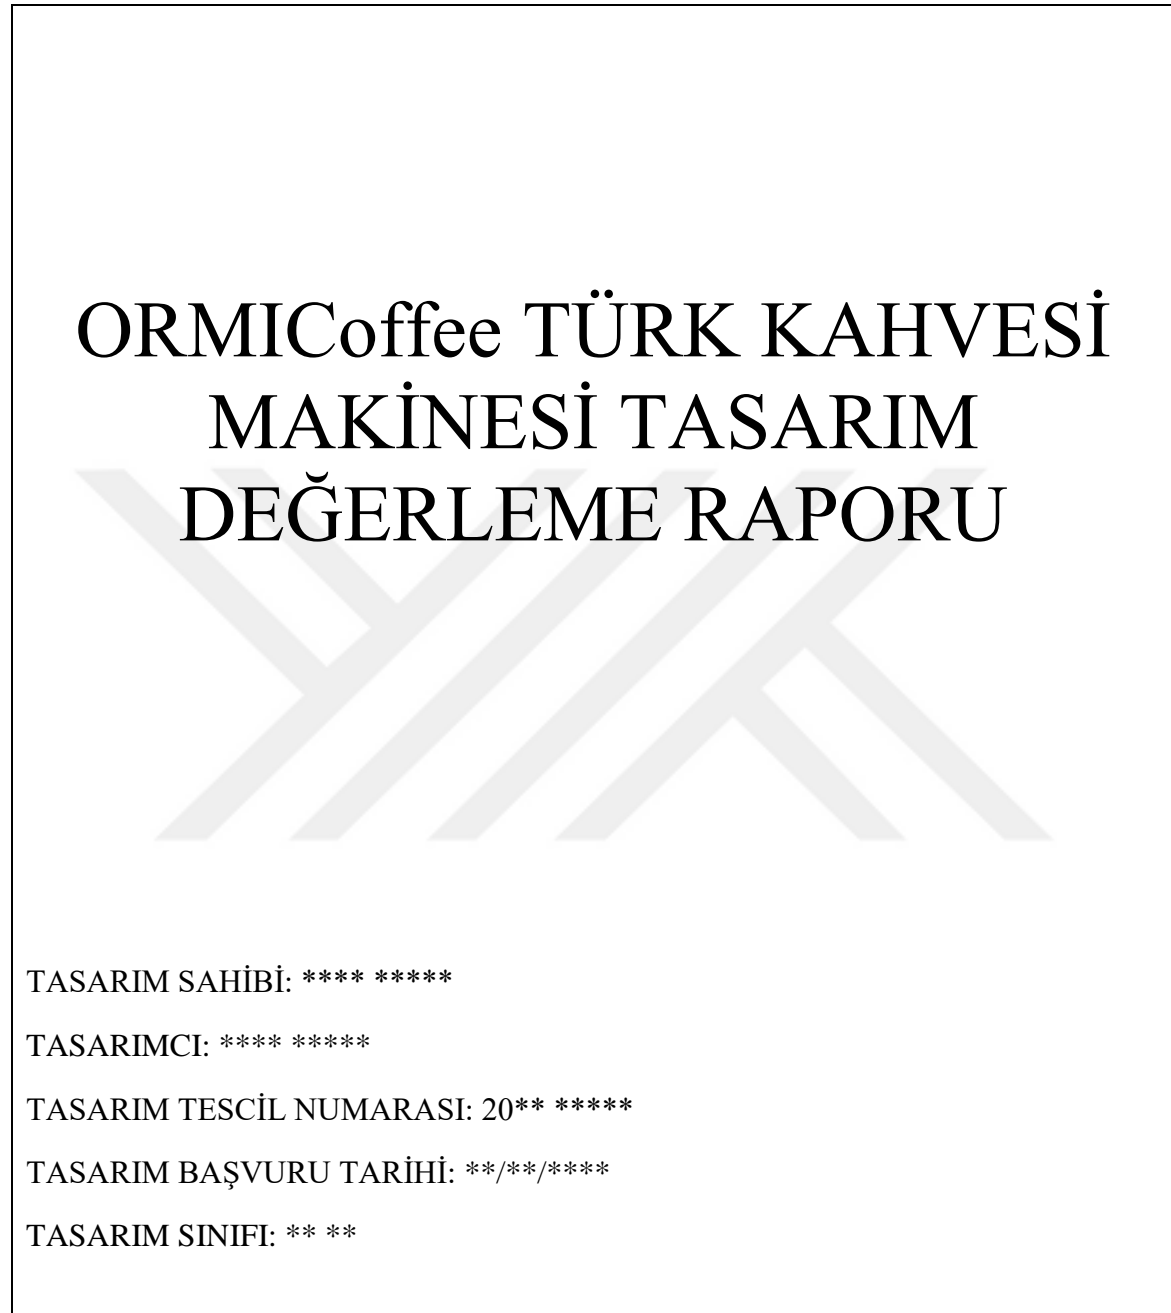 ORMICoffee TÜRK KAHVESİ
MAKİNESİ TASARIM
DEĞERLEME RAPORU
TASARIM SAHİBİ: **** *****
TASARIMCI: **** *****
TASARIM TESCİL NUMARASI: 20** *****
TASARIM BAŞVURU TARİHİ: **/**/****
TASARIM SINIFI: ** **